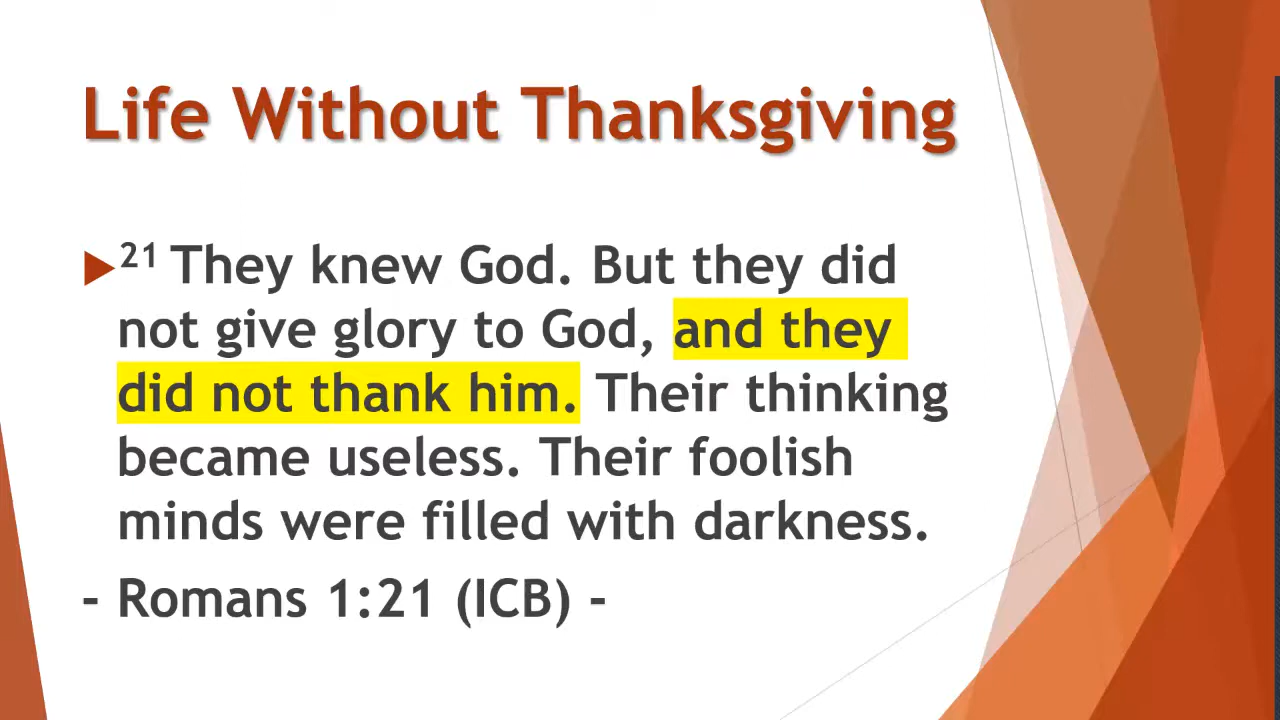 Life Without Thanksgiving
²¹ They knew God. But they did
not give glory to God, and they
did not thank him. Their thinking
became useless. Their foolish
minds were filled with darkness.
- Romans 1:21 (ICB) -